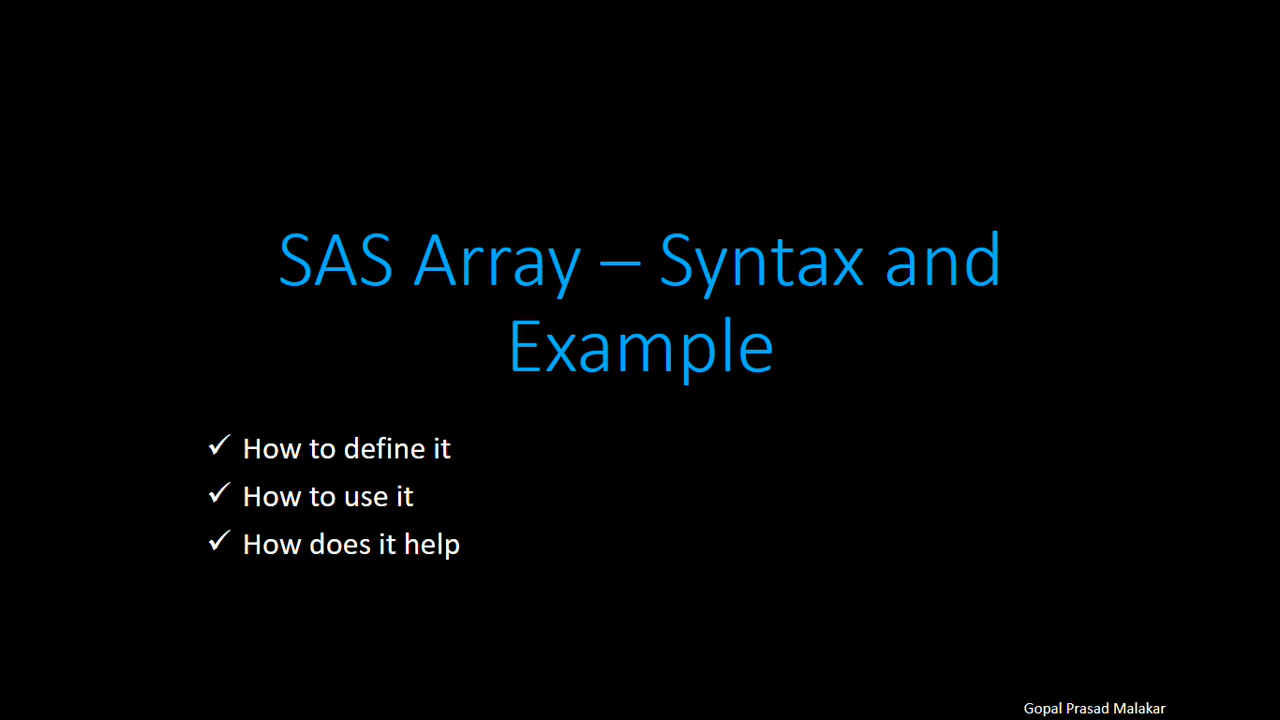 SAS Array – Syntax and
Example
✓ How to define it
✓ How to use it
✓ How does it help
Gopal Prasad Malakar